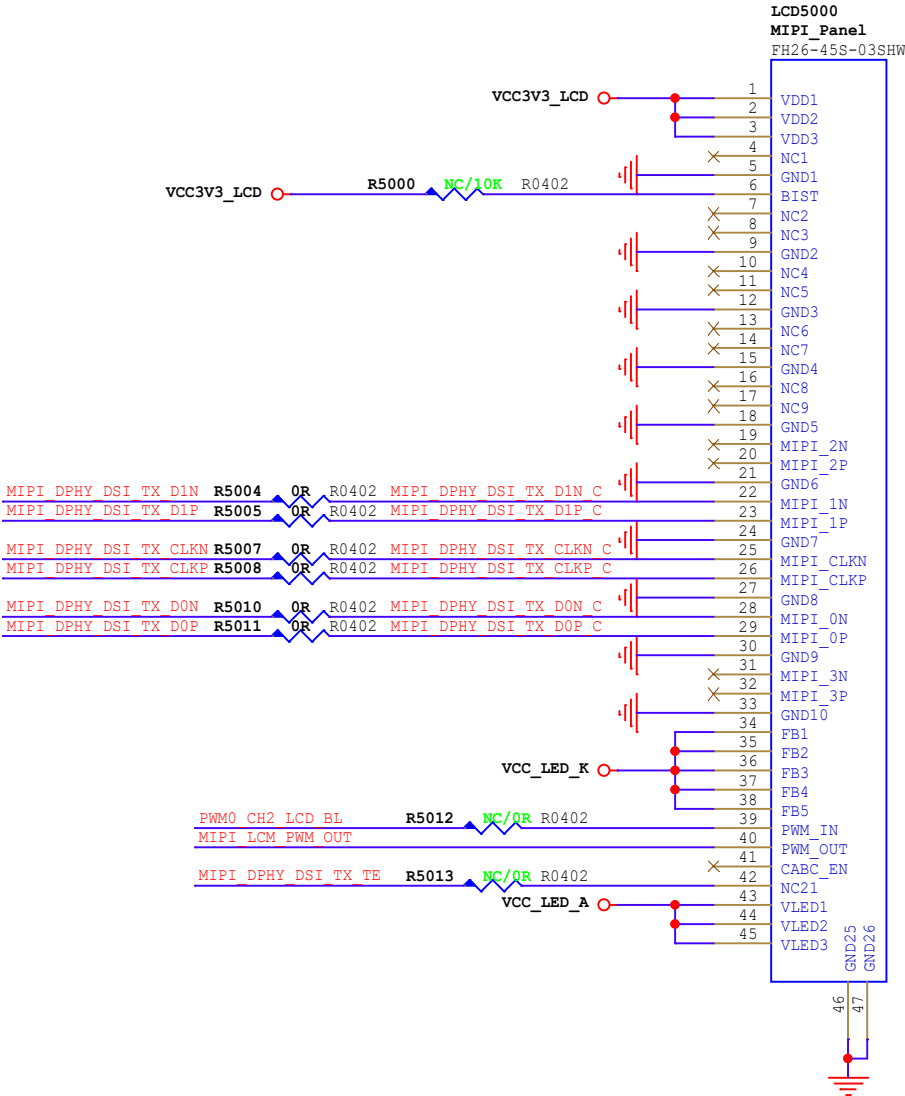 LCD5000
MIPI_Panel
FH26-45S-03SHW
VCC3V3_LCD
1 VDD1
2 VDD2
3 VDD3
4 NC1
5 GND1
VCC3V3_LCD R5000 NC/10K R0402 6 BIST
7 NC2
8 NC3
9 GND2
10 NC4
11 NC5
12 GND3
13 NC6
14 NC7
15 GND4
16 NC8
17 NC9
18 GND5
19 MIPI_2N
20 MIPI_2P
21 GND6
MIPI_DPHY_DSI_TX_D1N R5004 0R R0402 MIPI_DPHY_DSI_TX_D1N_C 22 MIPI_1N
MIPI_DPHY_DSI_TX_D1P R5005 0R R0402 MIPI_DPHY_DSI_TX_D1P_C 23 MIPI_1P
24 GND7
MIPI_DPHY_DSI_TX_CLKN R5007 0R R0402 MIPI_DPHY_DSI_TX_CLKN_C 25 MIPI_CLKN
MIPI_DPHY_DSI_TX_CLKP R5008 0R R0402 MIPI_DPHY_DSI_TX_CLKP_C 26 MIPI_CLKP
27 GND8
MIPI_DPHY_DSI_TX_D0N R5010 0R R0402 MIPI_DPHY_DSI_TX_D0N_C 28 MIPI_0N
MIPI_DPHY_DSI_TX_D0P R5011 0R R0402 MIPI_DPHY_DSI_TX_D0P_C 29 MIPI_0P
30 GND9
31 MIPI_3N
32 MIPI_3P
33 GND10
34 FB1
35 FB2
VCC_LED_K 36 FB3
37 FB4
38 FB5
PWM0_CH2_LCD_BL R5012 NC/0R R0402 39 PWM_IN
MIPI_LCM_PWM_OUT 40 PWM_OUT
41 CABC_EN
MIPI_DPHY_DSI_TX_TE R5013 NC/0R R0402 42 NC21
VCC_LED_A 43 VLED1
44 VLED2
45 VLED3
GND25 GND26
46 47